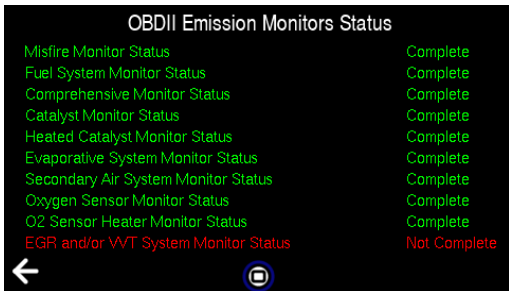 OBDII Emission Monitors Status
Misfire Monitor Status Complete
Fuel System Monitor Status Complete
Comprehensive Monitor Status Complete
Catalyst Monitor Status Complete
Heated Catalyst Monitor Status Complete
Evaporative System Monitor Status Complete
Secondary Air System Monitor Status Complete
Oxygen Sensor Monitor Status Complete
O2 Sensor Heater Monitor Status Complete
EGR and/or VVT System Monitor Status Not Complete